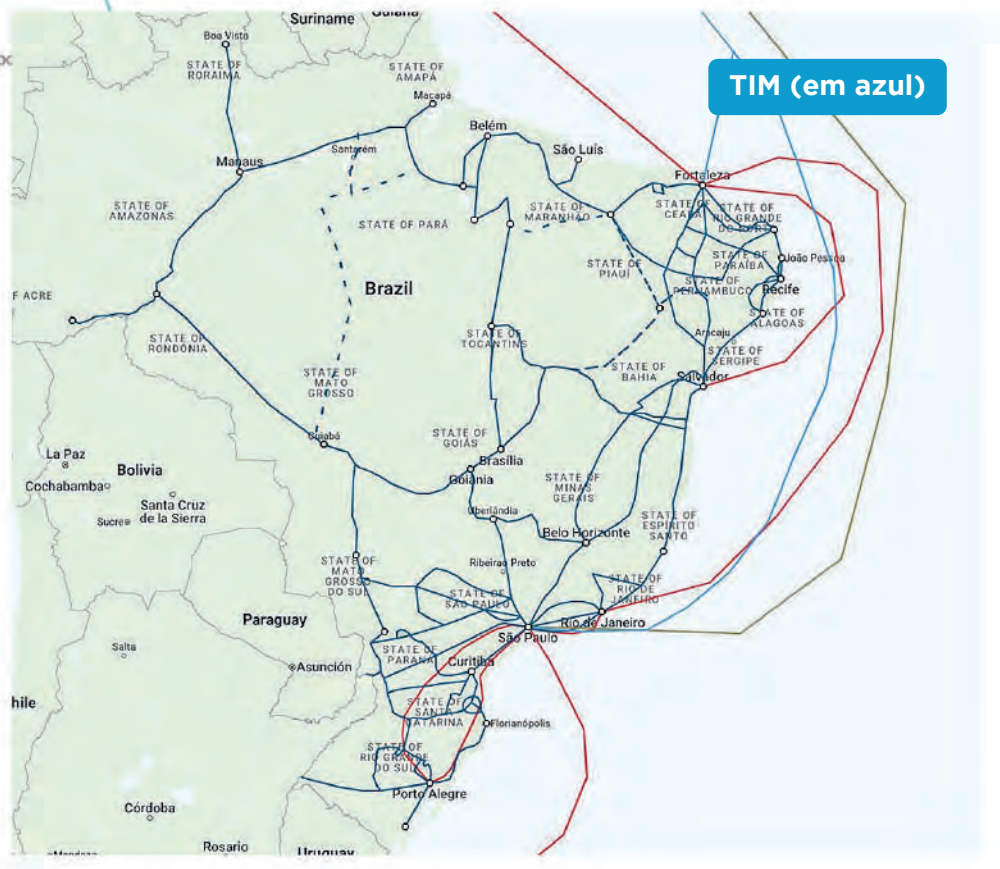 Suriname
Guiana
Boa Vista
STATE OF
RORAIMA
STATE OF
AMAPÁ
TIM (em azul)
Macapá
Belém
Santarém
São Luís
Manaus
Fortaleza
STATE OF
AMAZONAS
STATE OF PARÁ
STATE OF
MARANHÃO
STATE OF
CEARÁ
STATE OF
RIO GRANDE
DO NORTE
STATE OF
PIAUÍ
STATE OF
PARAÍBA
João Pessoa
Brazil
STATE OF
PERNAMBUCO
Recife
F ACRE
STATE OF
ALAGOAS
STATE OF
RONDÔNIA
STATE OF
TOCANTINS
Aracaju
STATE OF
SERGIPE
STATE OF
MATO
GROSSO
STATE OF
BAHIA
Salvador
Cuiabá
STATE OF
GOIÁS
La Paz
Bolivia
Brasília
Goiânia
Cochabamba
STATE OF
MINAS
GERAIS
Santa Cruz
de la Sierra
Sucre
Uberlândia
STATE OF
ESPÍRITO
SANTO
Belo Horizonte
Ribeirao Preto
STATE OF
MATO
GROSSO
DO SUL
STATE OF
RIO DE
JANEIRO
STATE OF
SAO PAULO
Paraguay
Rio de Janeiro
São Paulo
Salta
STATE OF
PARANÁ
Asunción
Curitiba
hile
STATE OF
SANTA
CATARINA
Florianópolis
STATE OF
RIO GRANDE
DO SUL
Porto Alegre
Córdoba
Rosario
Uruguay
Mendoza